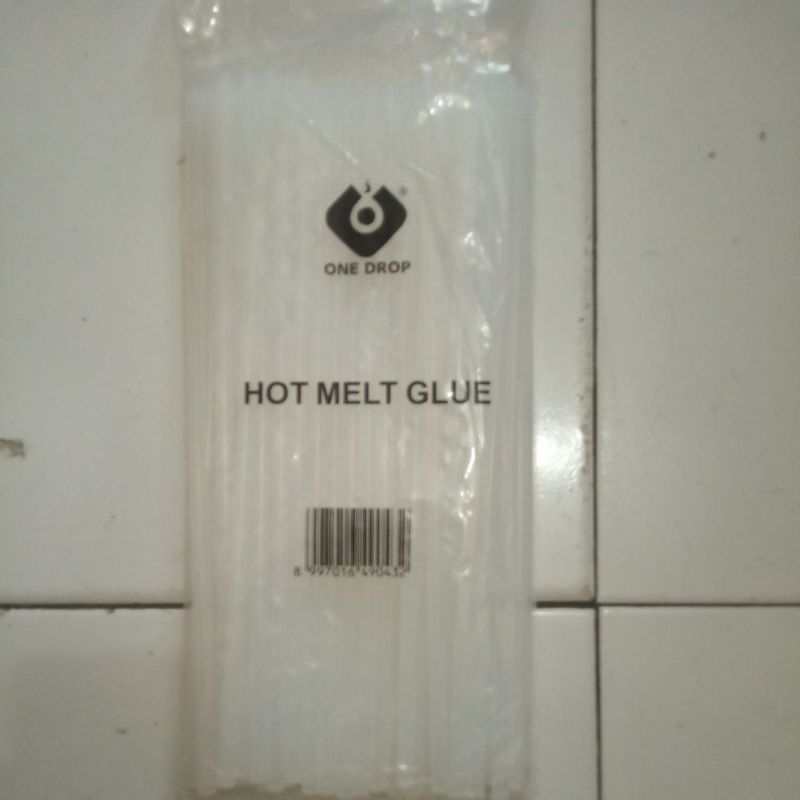 ®
ONE DROP
HOT MELT GLUE
8 997016 490432